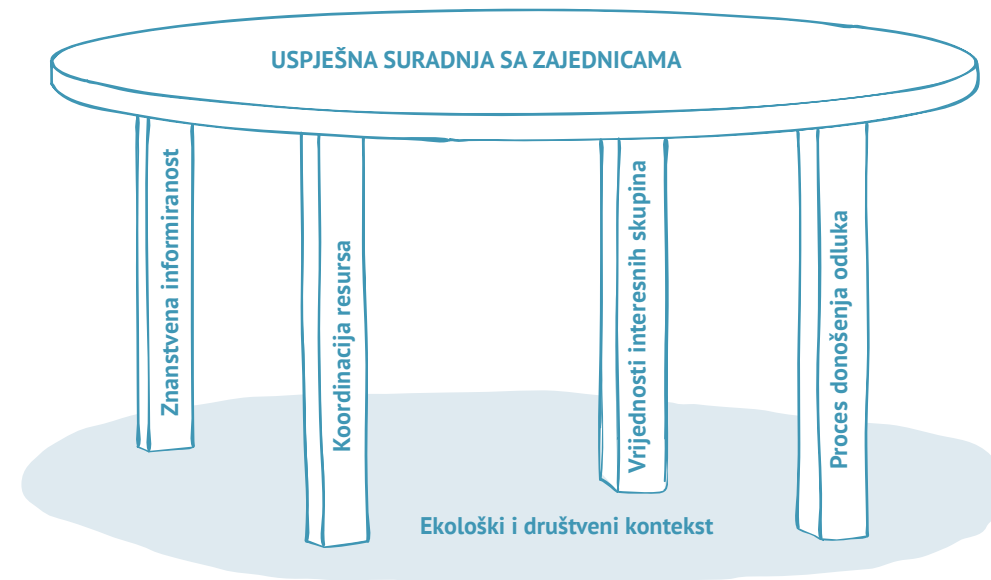 USPJEŠNA SURADNJA SA ZAJEDNICAMA
Znanstvena informiranost
Koordinacija resursa
Vrijednosti interesnih skupina
Proces donošenja odluka
Ekološki i društveni kontekst